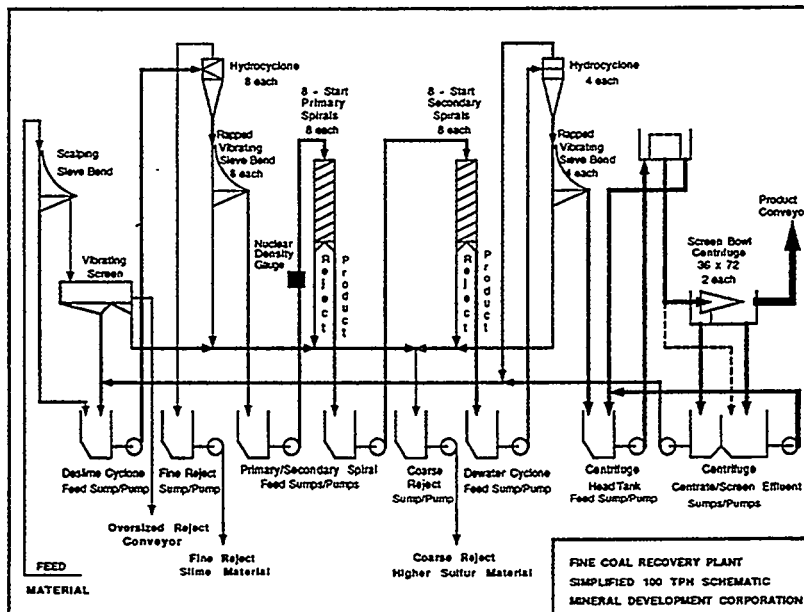 Hydrocyclone
8 each
8 - Start
Primary
Spirals
8 each
8 - Start
Secondary
Spirals
8 each
Hydrocyclone
4 each
Scalping
Sieve Bend
Rapped
Vibrating
Sieve Bend
8 each
Rapped
Vibrating
Sieve Bend
4 each
Product
Conveyo
Vibrating
Screen
Nuclear
Density
Gauge
Reject
Product
Reject
Product
Screen Bowl
Centrifuge
36 x 72
2 each
Deslime Cyclone
Feed Sump/Pump
Fine Reject
Sump/Pump
Primary/Secondary Spiral
Feed Sumps/Pumps
Coarse
Reject
Sump/Pump
Dewater Cyclone
Feed Sump/Pump
Centrifuge
Head Tank
Feed Sump/Pump
Centrifuge
Centrate/Screen Effluent
Sumps/Pumps
Oversized Reject
Conveyor
Fine Reject
Slime Material
Coarse Reject
Higher Sulfur Material
FEED
MATERIAL
FINE COAL RECOVERY PLANT
SIMPLIFIED 100 TPH SCHEMATIC
MINERAL DEVELOPMENT CORPORATION